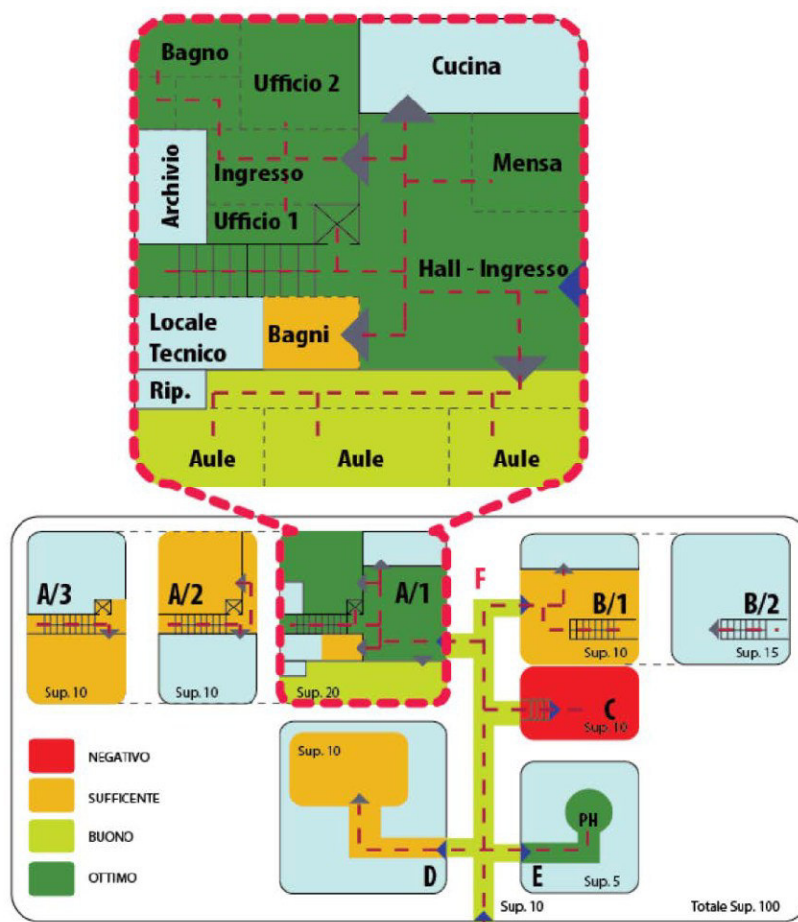 Bagno
Ufficio 2
Cucina
Archivio
Ingresso
Mensa
Ufficio 1
Hall - Ingresso
Locale
Tecnico
Bagni
Rip.
Aule
Aule
Aule
A/3
Sup. 10
A/2
Sup. 10
A/1
Sup. 20
F
B/1
Sup. 10
B/2
Sup. 15
C
Sup. 10
NEGATIVO
SUFFICENTE
BUONO
OTTIMO
Sup. 10
D
PH
E
Sup. 5
Sup. 10
Totale Sup. 100